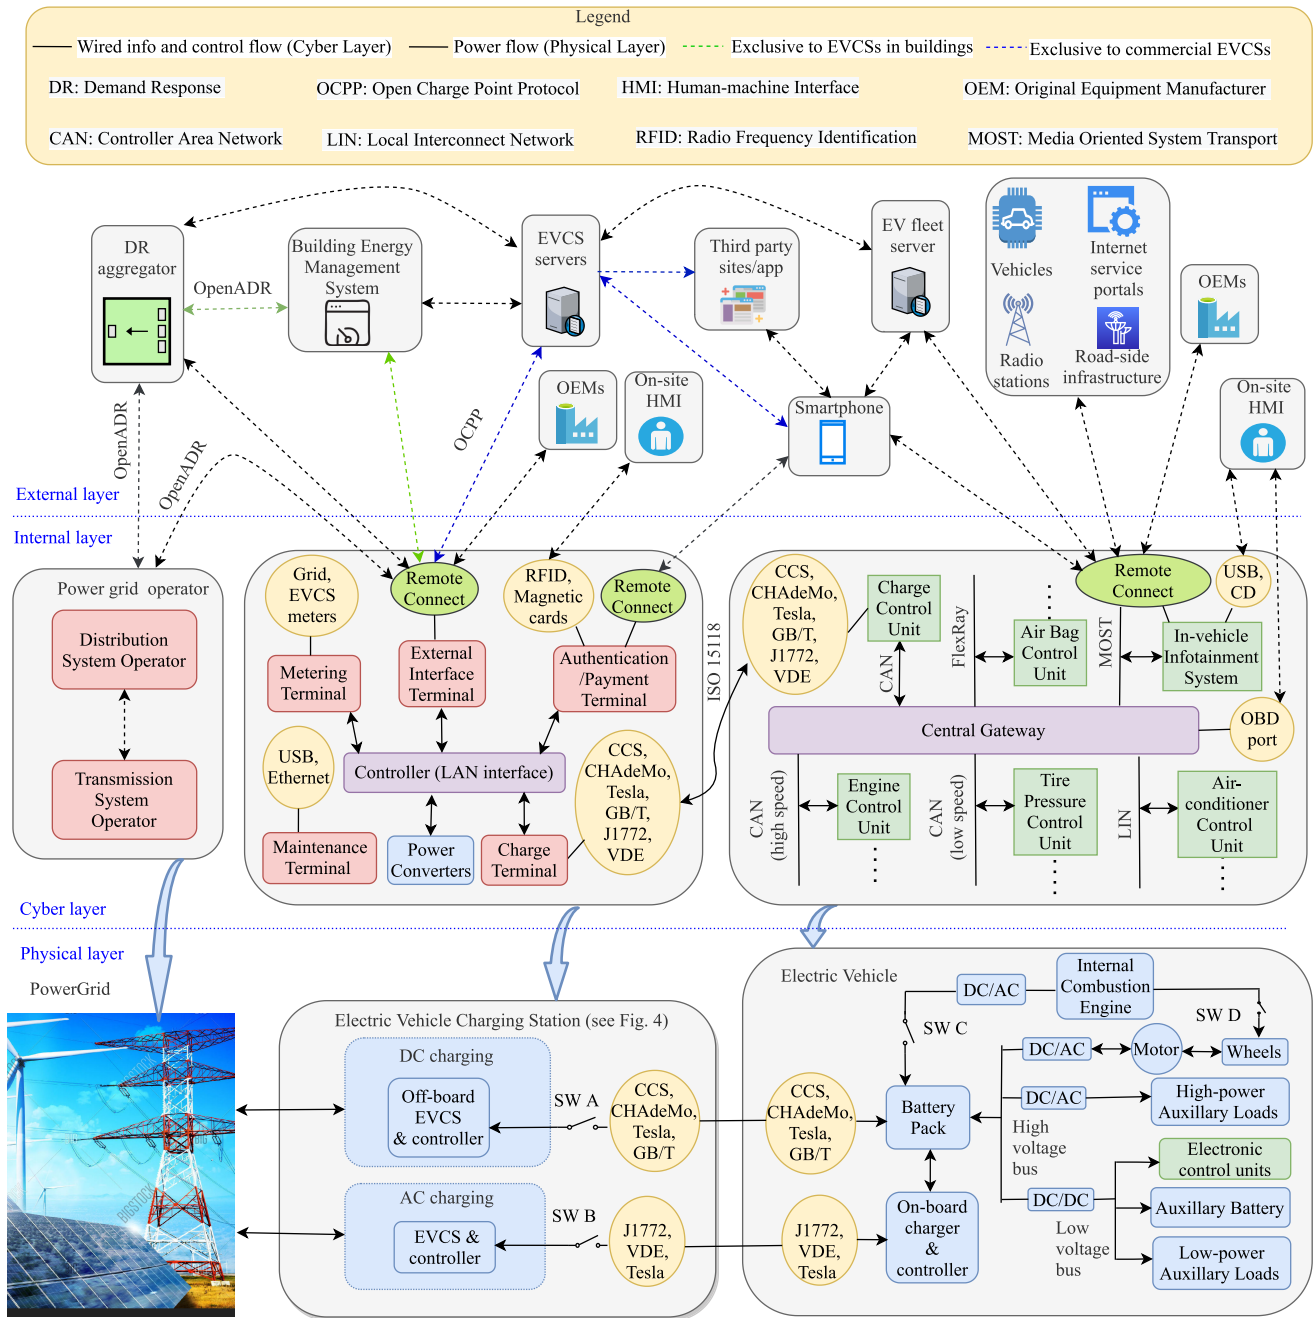 Legend
Wired info and control flow (Cyber Layer)
Power flow (Physical Layer)
Exclusive to EVCSs in buildings
Exclusive to commercial EVCSs
DR: Demand Response
OCPP: Open Charge Point Protocol
HMI: Human-machine Interface
OEM: Original Equipment Manufacturer
CAN: Controller Area Network
LIN: Local Interconnect Network
RFID: Radio Frequency Identification
MOST: Media Oriented System Transport
DR
aggregator
OpenADR
Building Energy
Management
System
EVCS
servers
Third party
sites/app
EV fleet
server
Vehicles
Internet
service
portals
Radio
stations
Road-side
infrastructure
OEMs
On-site
HMI
OEMs
On-site
HMI
Smartphone
OpenADR
OpenADR
OCPP
External layer
Internal layer
Power grid operator
Distribution
System Operator
Transmission
System
Operator
Grid,
EVCS
meters
Remote
Connect
RFID,
Magnetic
cards
Remote
Connect
Metering
Terminal
External
Interface
Terminal
Authentication
/Payment
Terminal
USB,
Ethernet
Controller (LAN interface)
CCS,
CHAdeMo,
Tesla,
GB/T,
J1772,
VDE
Maintenance
Terminal
Power
Converters
Charge
Terminal
ISO 15118
CCS,
CHAdeMo,
Tesla,
GB/T,
J1772,
VDE
Charge
Control
Unit
CAN
FlexRay
Air Bag
Control
Unit
MOST
Remote
Connect
USB,
CD
In-vehicle
Infotainment
System
Central Gateway
OBD
port
CAN
(high speed)
Engine
Control
Unit
CAN
(low speed)
Tire
Pressure
Control
Unit
LIN
Air-
conditioner
Control
Unit
Cyber layer
Physical layer
PowerGrid
BIGSTOCK
BIGSTOCK
Electric Vehicle Charging Station (see Fig. 4)
DC charging
Off-board
EVCS
& controller
SW A
CCS,
CHAdeMo,
Tesla,
GB/T
AC charging
EVCS &
controller
SW B
J1772,
VDE,
Tesla
Electric Vehicle
CCS,
CHAdeMo,
Tesla,
GB/T
J1772,
VDE,
Tesla
Battery
Pack
On-board
charger
&
controller
SW C
DC/AC
Internal
Combustion
Engine
SW D
DC/AC
Motor
Wheels
DC/AC
High-power
Auxillary Loads
High
voltage
bus
Electronic
control units
DC/DC
Auxillary Battery
Low
voltage
bus
Low-power
Auxillary Loads